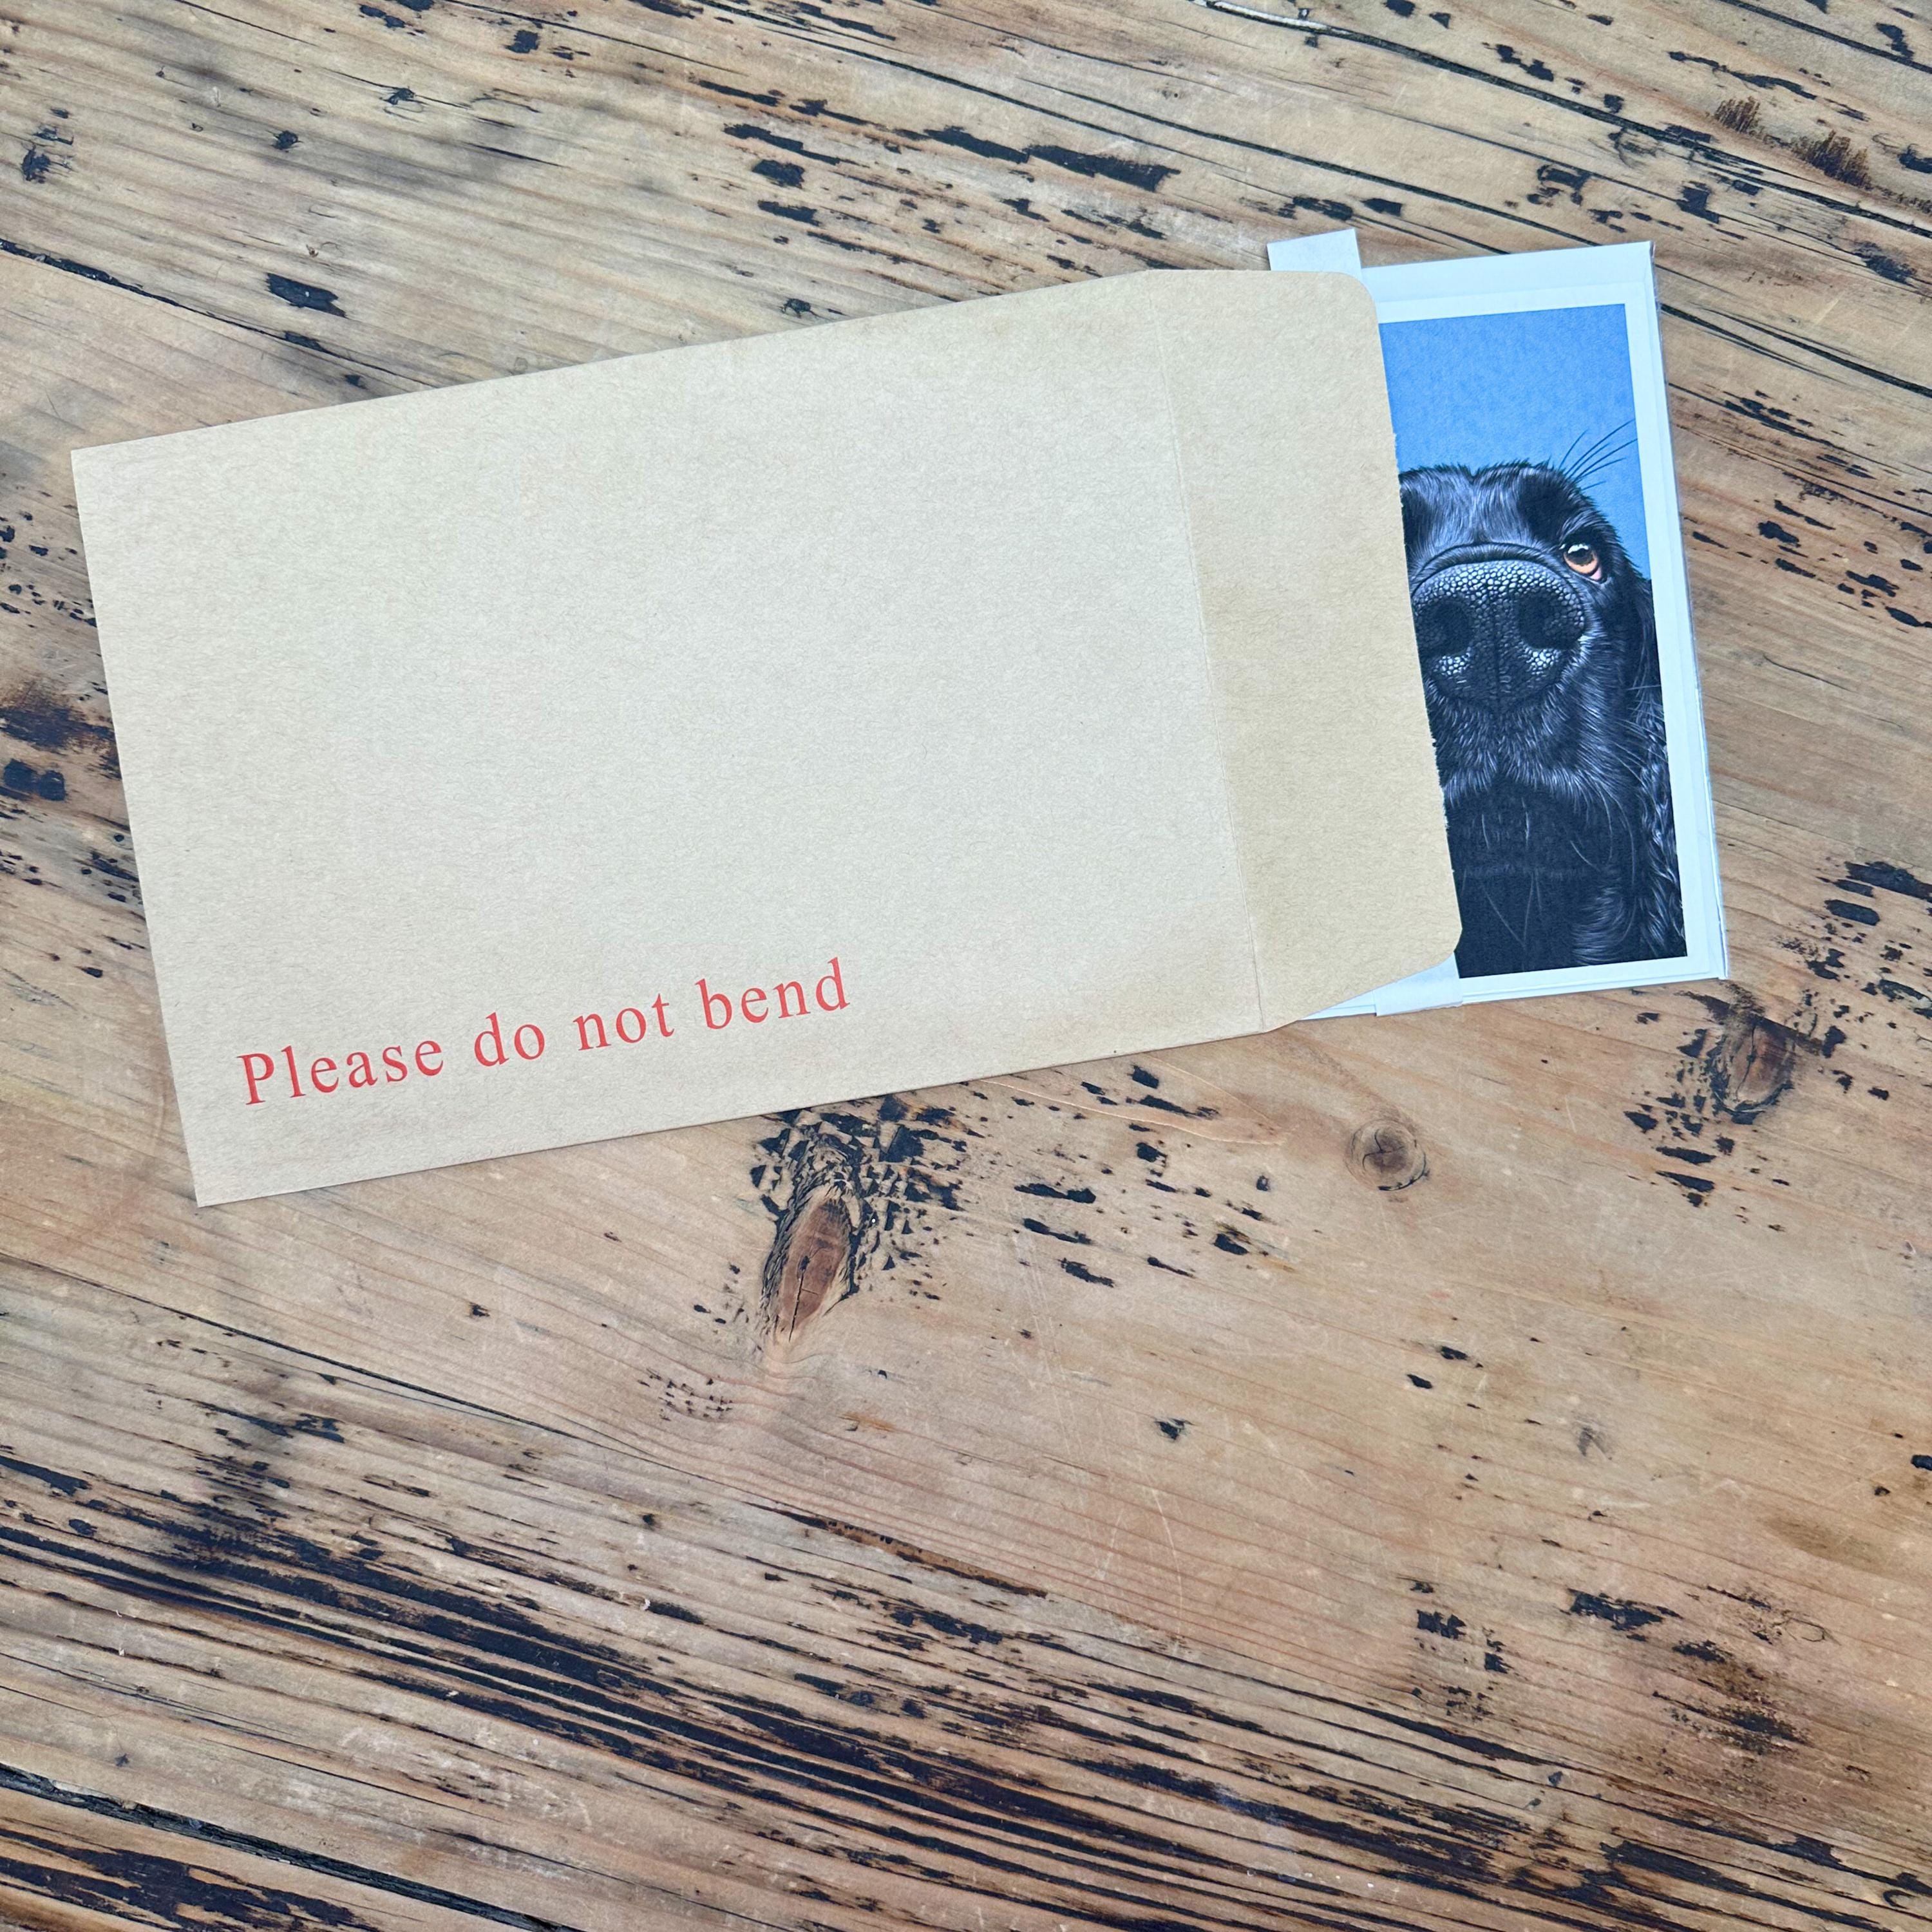 Please do not bend